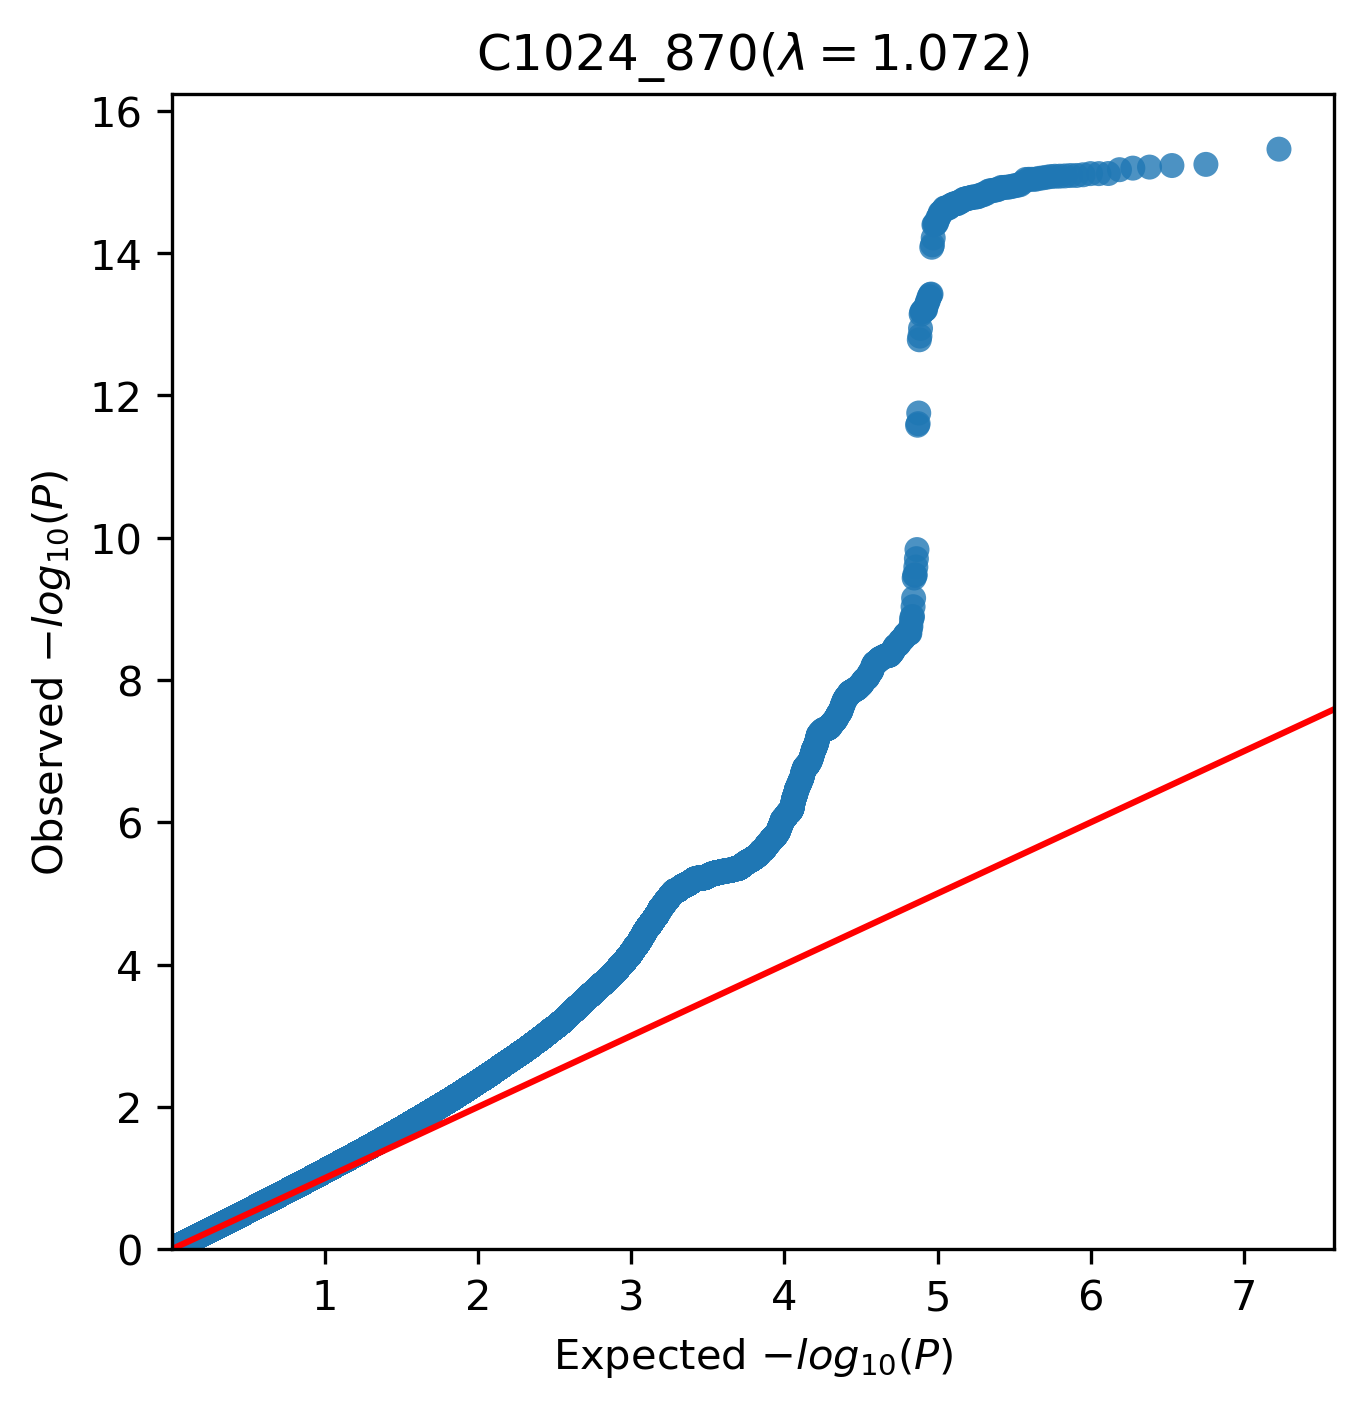 C1024_870(λ = 1.072)
16
14
12
10
8
6
4
2
0
Observed −log₁₀(P)
1 2 3 4 5 6 7
Expected −log₁₀(P)